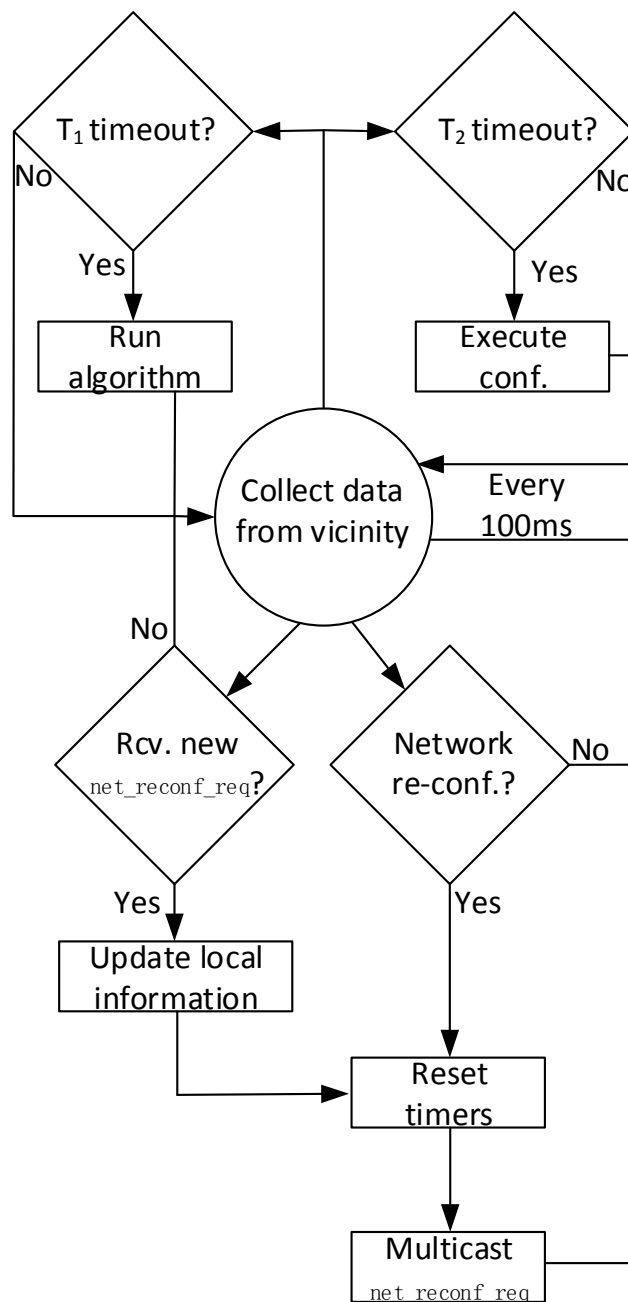 T₁ timeout?
T₂ timeout?
No
No
Yes
Yes
Run
algorithm
Execute
conf.
Collect data
from vicinity
Every
100ms
No
Rcv. new
net_reconf_req?
Network
re-conf.?
No
Yes
Yes
Update local
information
Reset
timers
Multicast
net_reconf_req